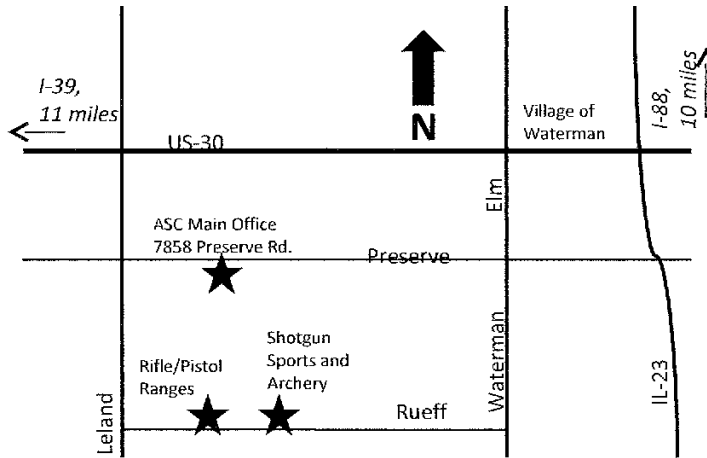 I-39,
11 miles
I-88,
10 miles
N
Village of
Waterman
US-30
Elm
ASC Main Office
7858 Preserve Rd.
Preserve
Shotgun
Sports and
Archery
Rifle/Pistol
Ranges
Waterman
IL-23
Rueff
Leland